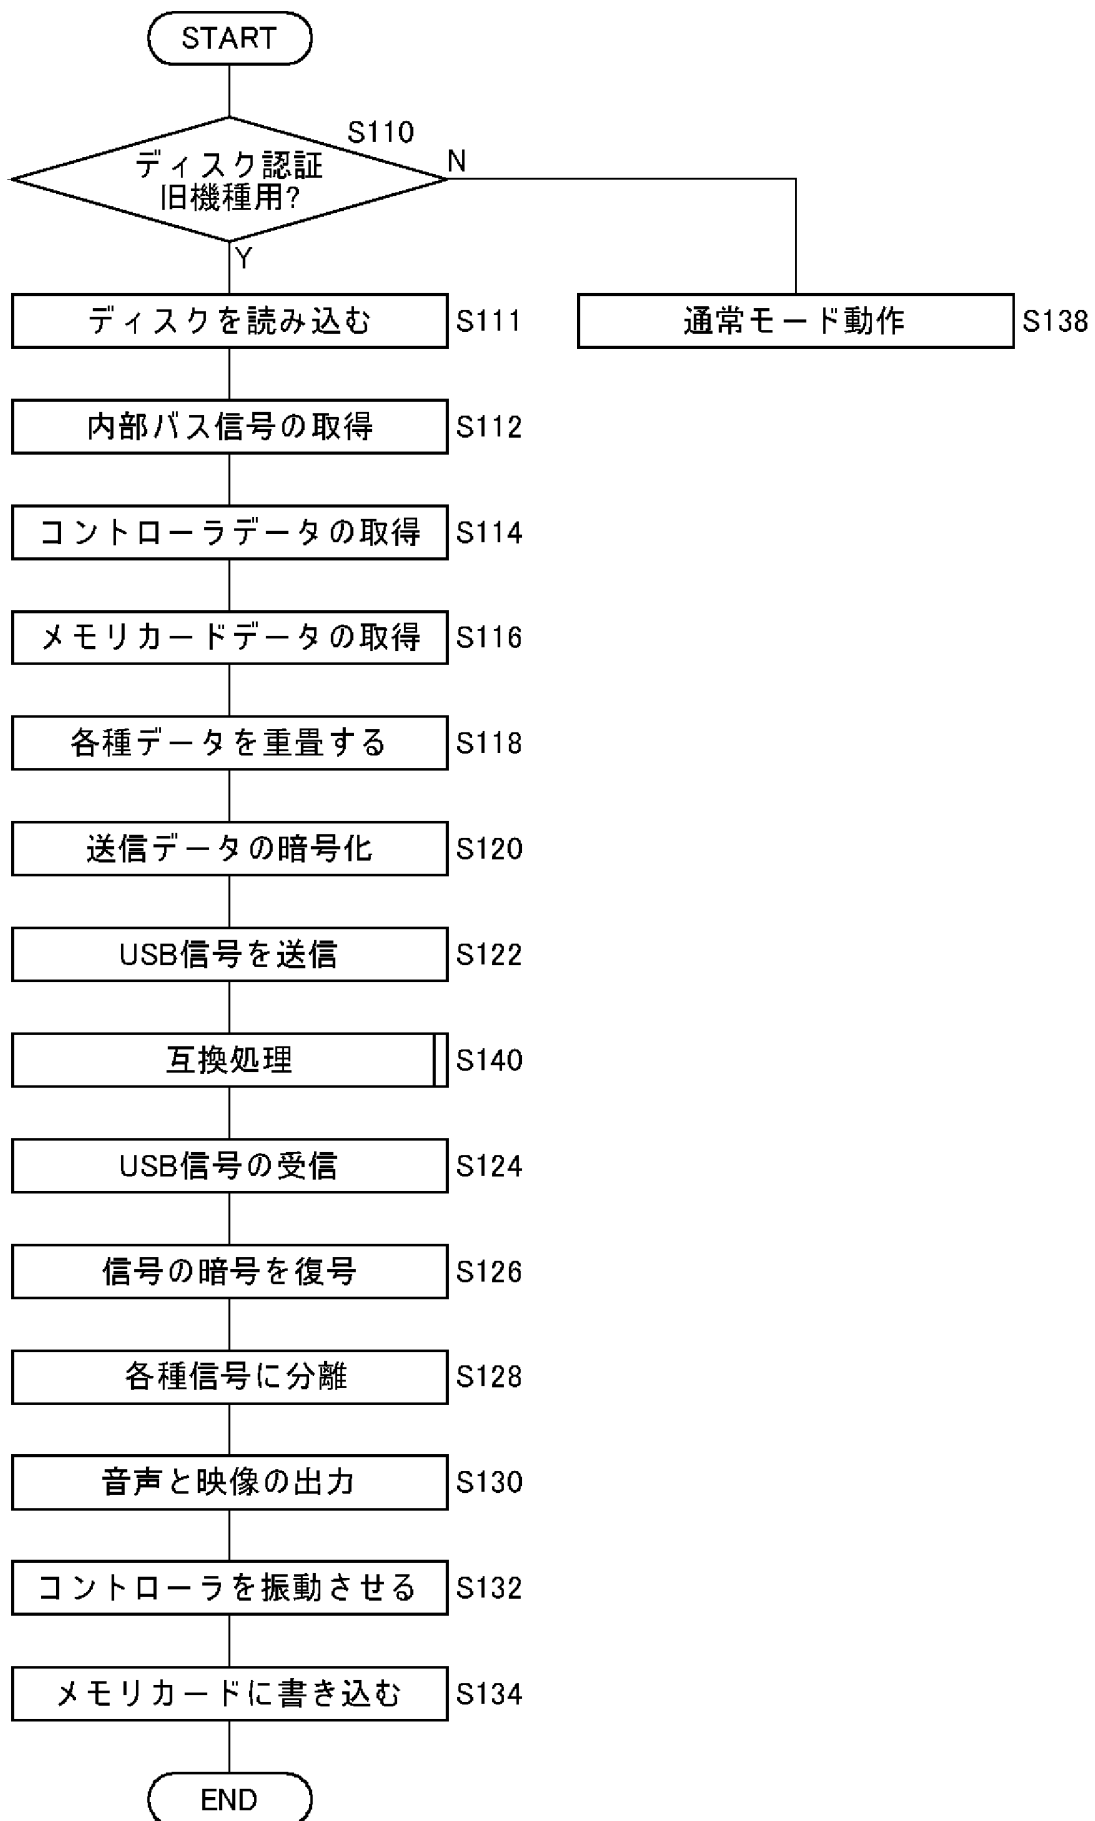 START
S110
ディスク認証
旧機種用?
N
Y
ディスクを読み込む S111
通常モード動作 S138
内部バス信号の取得 S112
コントローラデータの取得 S114
メモリカードデータの取得 S116
各種データを重畳する S118
送信データの暗号化 S120
USB信号を送信 S122
互換処理 S140
USB信号の受信 S124
信号の暗号を復号 S126
各種信号に分離 S128
音声と映像の出力 S130
コントローラを振動させる S132
メモリカードに書き込む S134
END